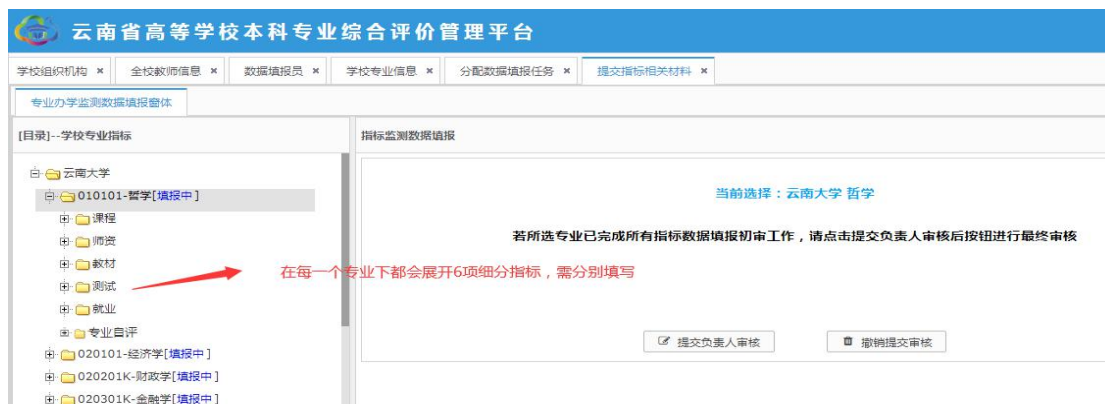 云南省高等学校本科专业综合评价管理平台
学校组织机构 × 全校教师信息 × 数据填报员 × 学校专业信息 × 分配数据填报任务 × 提交指标相关材料 ×
专业办学监测数据填报窗体
[目录]--学校专业指标
指标监测数据填报
云南大学
010101-哲学[填报中]
当前选择：云南大学 哲学
课程
师资
若所选专业已完成所有指标数据填报初审工作，请点击提交负责人审核后按钮进行最终审核
教材
在每一个专业下都会展开6项细分指标，需分别填写
测试
就业
专业自评
提交负责人审核 撤销提交审核
020101-经济学[填报中]
020201K-财政学[填报中]
020301K-金融学[填报中]